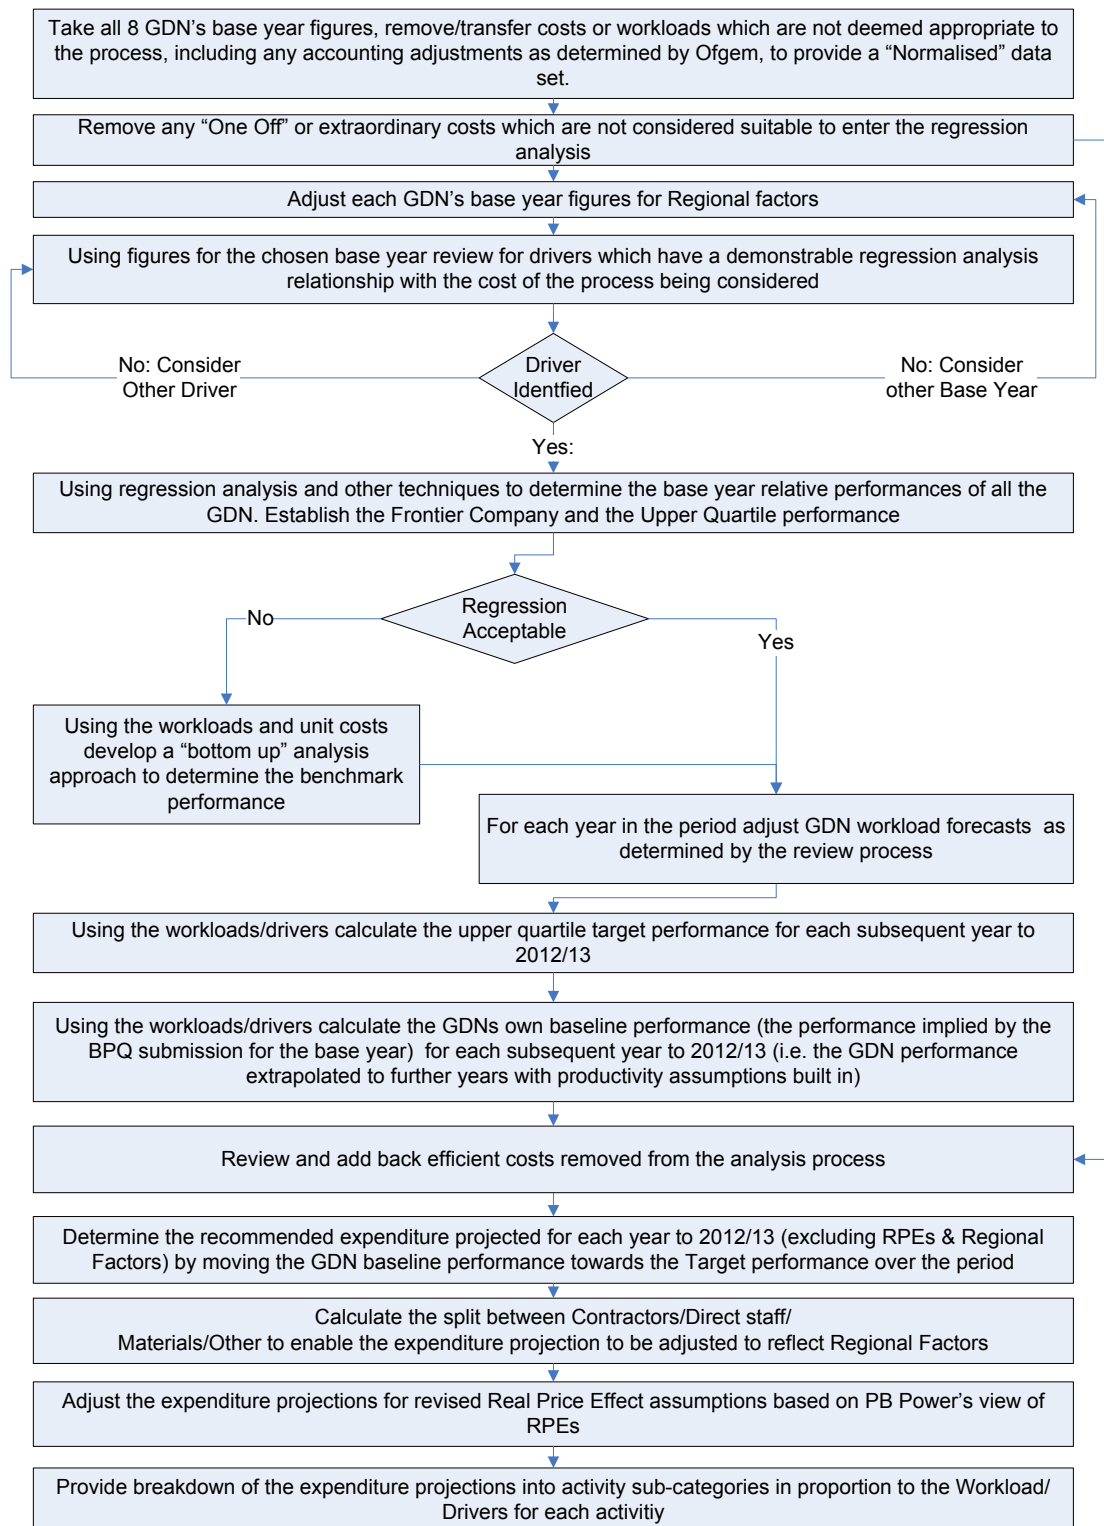 Take all 8 GDN’s base year figures, remove/transfer costs or workloads which are not deemed appropriate to
the process, including any accounting adjustments as determined by Ofgem, to provide a “Normalised” data
set.
Remove any “One Off” or extraordinary costs which are not considered suitable to enter the regression
analysis
Adjust each GDN’s base year figures for Regional factors
Using figures for the chosen base year review for drivers which have a demonstrable regression analysis
relationship with the cost of the process being considered
No: Consider
Other Driver
Driver
Identfied
No: Consider
other Base Year
Yes:
Using regression analysis and other techniques to determine the base year relative performances of all the
GDN. Establish the Frontier Company and the Upper Quartile performance
Regression
Acceptable
No
Yes
Using the workloads and unit costs
develop a “bottom up” analysis
approach to determine the benchmark
performance
For each year in the period adjust GDN workload forecasts as
determined by the review process
Using the workloads/drivers calculate the upper quartile target performance for each subsequent year to
2012/13
Using the workloads/drivers calculate the GDNs own baseline performance (the performance implied by the
BPQ submission for the base year) for each subsequent year to 2012/13 (i.e. the GDN performance
extrapolated to further years with productivity assumptions built in)
Review and add back efficient costs removed from the analysis process
Determine the recommended expenditure projected for each year to 2012/13 (excluding RPEs & Regional
Factors) by moving the GDN baseline performance towards the Target performance over the period
Calculate the split between Contractors/Direct staff/
Materials/Other to enable the expenditure projection to be adjusted to reflect Regional Factors
Adjust the expenditure projections for revised Real Price Effect assumptions based on PB Power’s view of
RPEs
Provide breakdown of the expenditure projections into activity sub-categories in proportion to the Workload/
Drivers for each activitiy